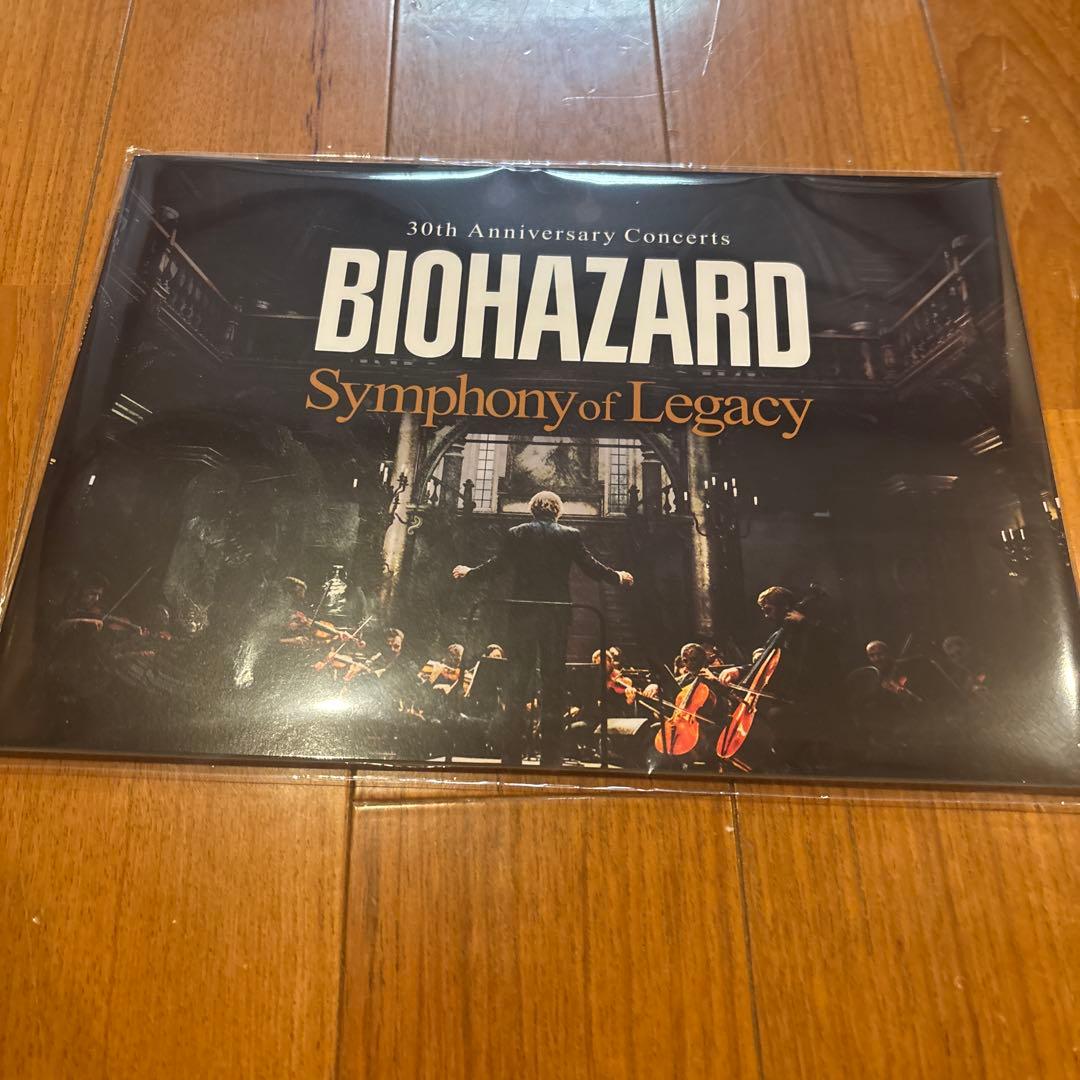 30th Anniversary Concerts
BIOHAZARD
Symphony of Legacy